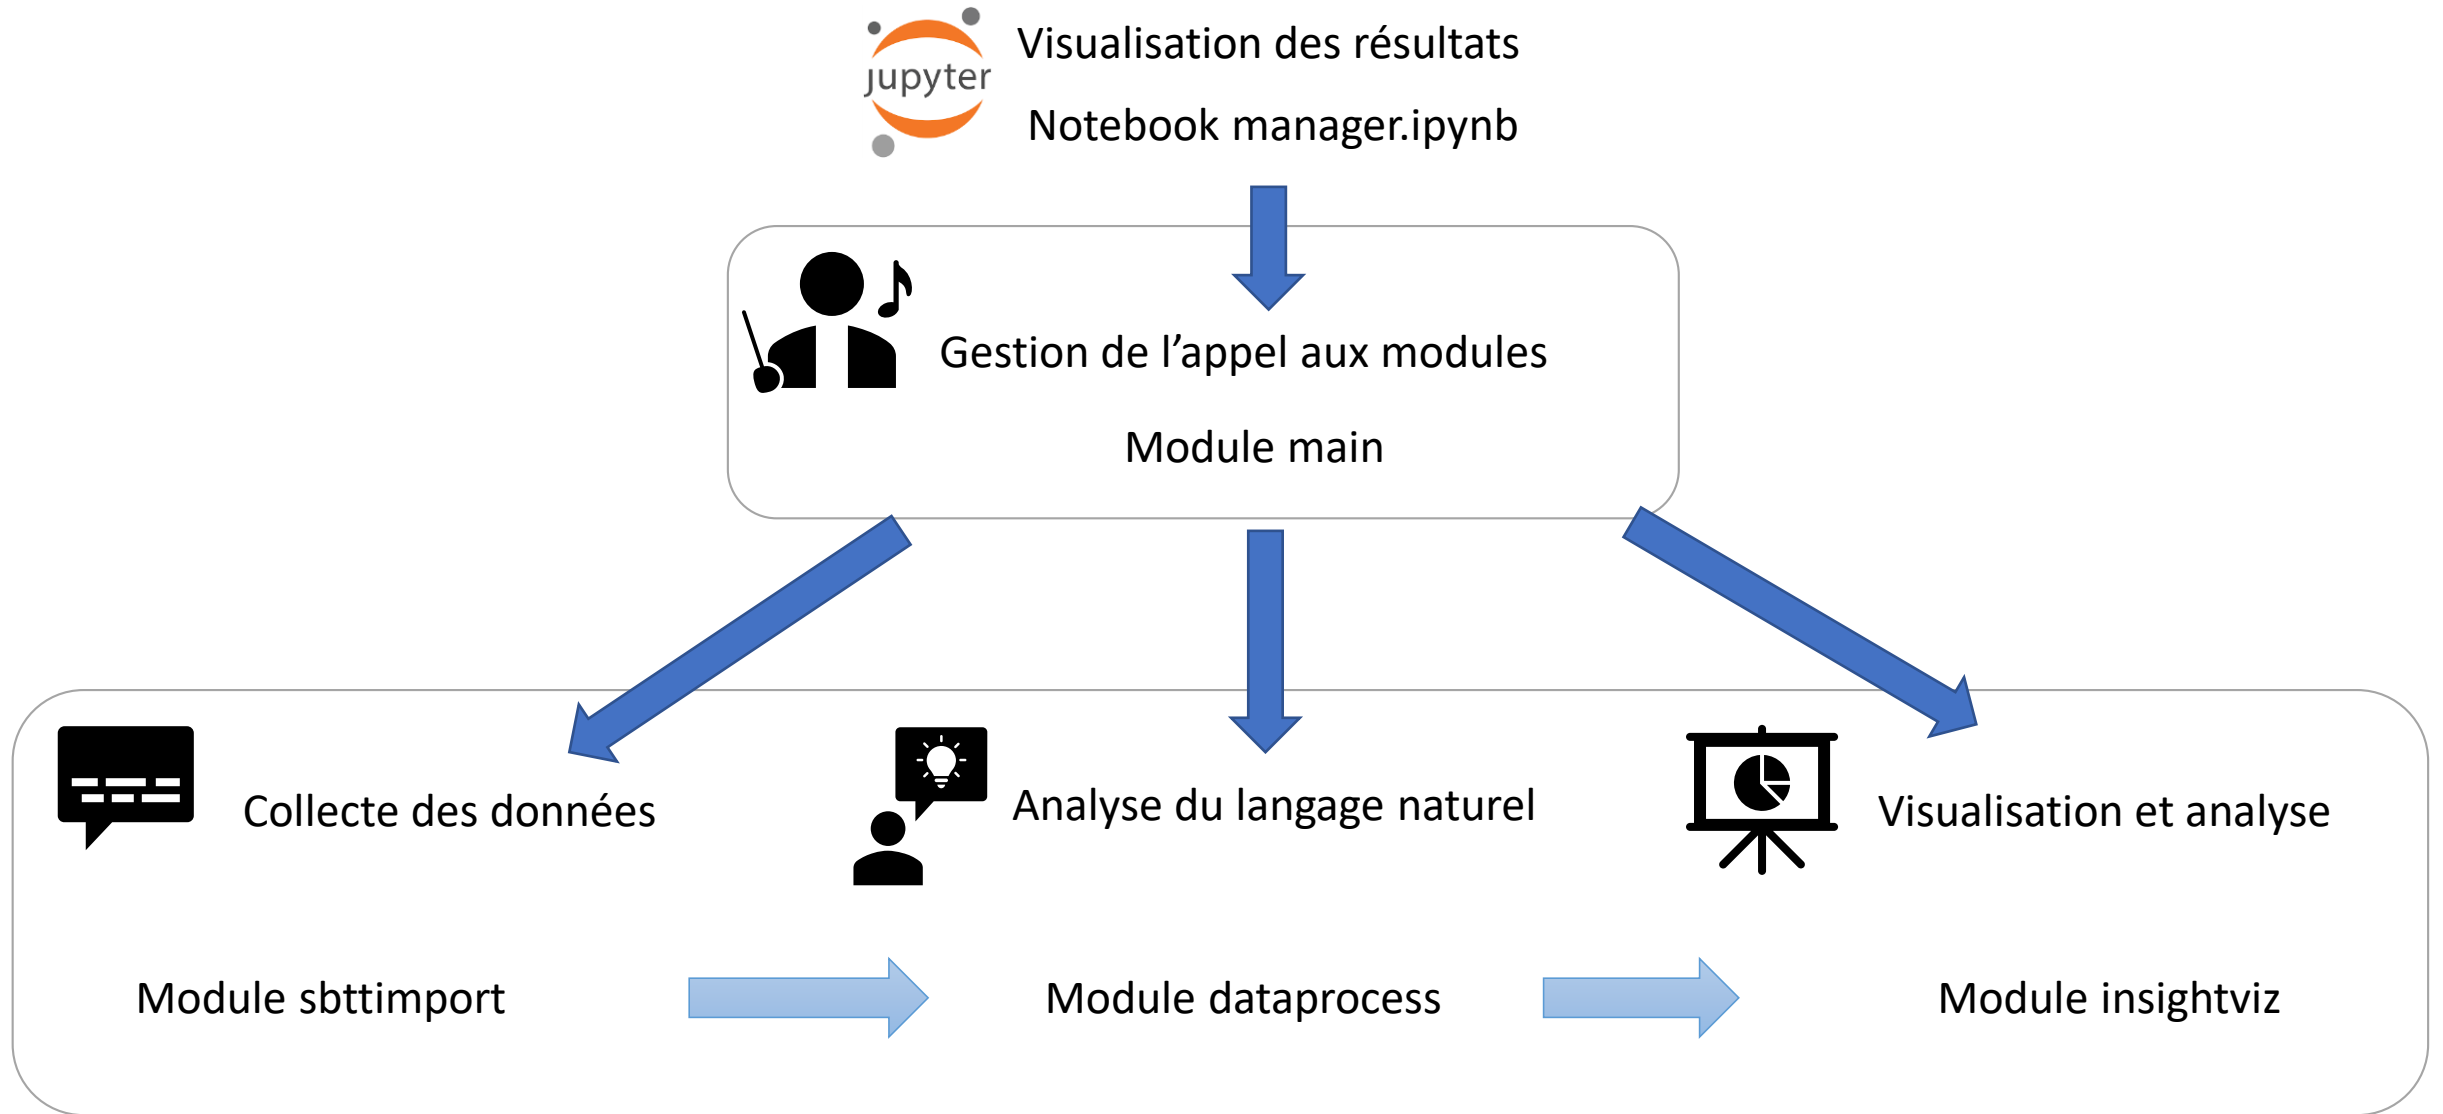 jupyter
Visualisation des résultats
Notebook manager.ipynb
Gestion de l’appel aux modules
Module main
Collecte des données
Analyse du langage naturel
Visualisation et analyse
Module sbttimport
Module dataprocess
Module insightviz